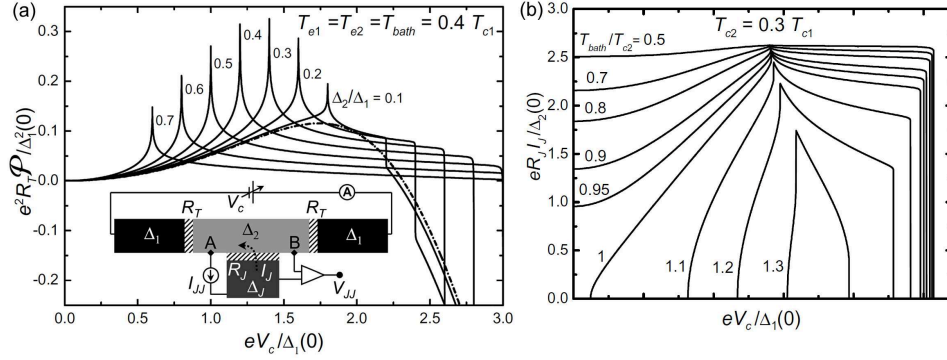 (a)
T_e1 = T_e2 = T_bath = 0.4 T_c1
0.3
0.2
0.1
0.0
-0.1
-0.2
e²R_T𝒫/Δ₁²(0)
0.4
0.5
0.3
0.6
0.2
Δ₂/Δ₁ = 0.1
0.7
V_c
A
R_T
R_T
Δ₁
Δ₂
Δ₁
A
B
R_J
I_J
I_JJ
Δ_J
V_JJ
0.0 0.5 1.0 1.5 2.0 2.5 3.0
eV_c/Δ₁(0)
(b)
T_c2 = 0.3 T_c1
3.0
2.5
2.0
1.5
1.0
0.5
0.0
eR_J I_J/Δ₂(0)
T_bath/T_c2 = 0.5
0.7
0.8
0.9
0.95
1
1.1
1.2
1.3
eV_c/Δ₁(0)